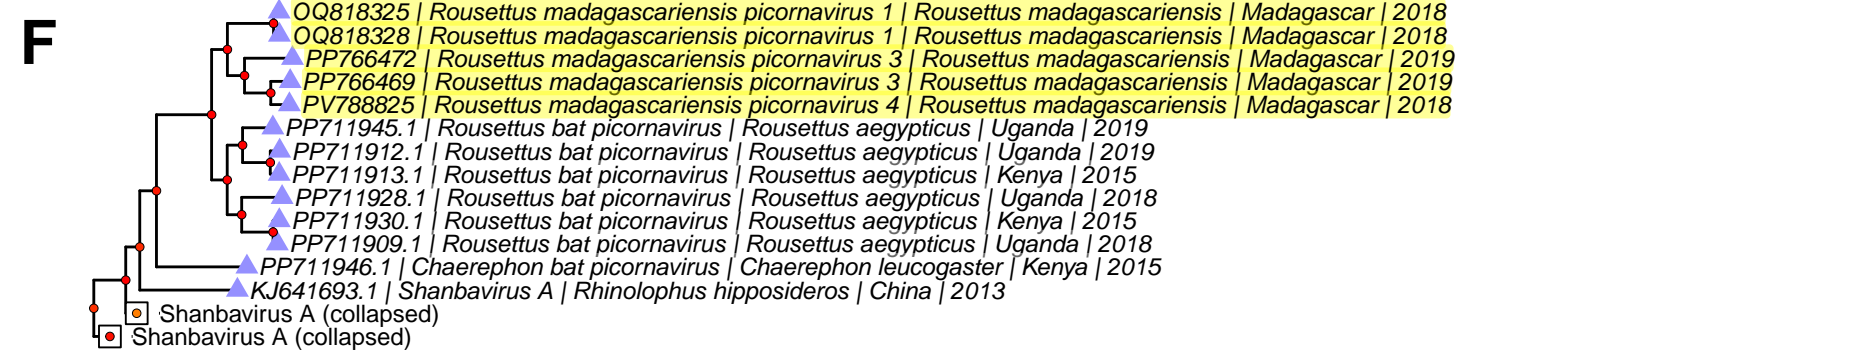 F
OQ818325 | Rousettus madagascariensis picornavirus 1 | Rousettus madagascariensis | Madagascar | 2018
OQ818328 | Rousettus madagascariensis picornavirus 1 | Rousettus madagascariensis | Madagascar | 2018
PP766472 | Rousettus madagascariensis picornavirus 3 | Rousettus madagascariensis | Madagascar | 2019
PP766469 | Rousettus madagascariensis picornavirus 3 | Rousettus madagascariensis | Madagascar | 2019
PV788825 | Rousettus madagascariensis picornavirus 4 | Rousettus madagascariensis | Madagascar | 2018
PP711945.1 | Rousettus bat picornavirus | Rousettus aegypticus | Uganda | 2019
PP711912.1 | Rousettus bat picornavirus | Rousettus aegypticus | Uganda | 2019
PP711913.1 | Rousettus bat picornavirus | Rousettus aegypticus | Kenya | 2015
PP711928.1 | Rousettus bat picornavirus | Rousettus aegypticus | Uganda | 2018
PP711930.1 | Rousettus bat picornavirus | Rousettus aegypticus | Kenya | 2015
PP711909.1 | Rousettus bat picornavirus | Rousettus aegypticus | Uganda | 2018
PP711946.1 | Chaerephon bat picornavirus | Chaerephon leucogaster | Kenya | 2015
KJ641693.1 | Shanbavirus A | Rhinolophus hipposideros | China | 2013
Shanbavirus A (collapsed)
Shanbavirus A (collapsed)